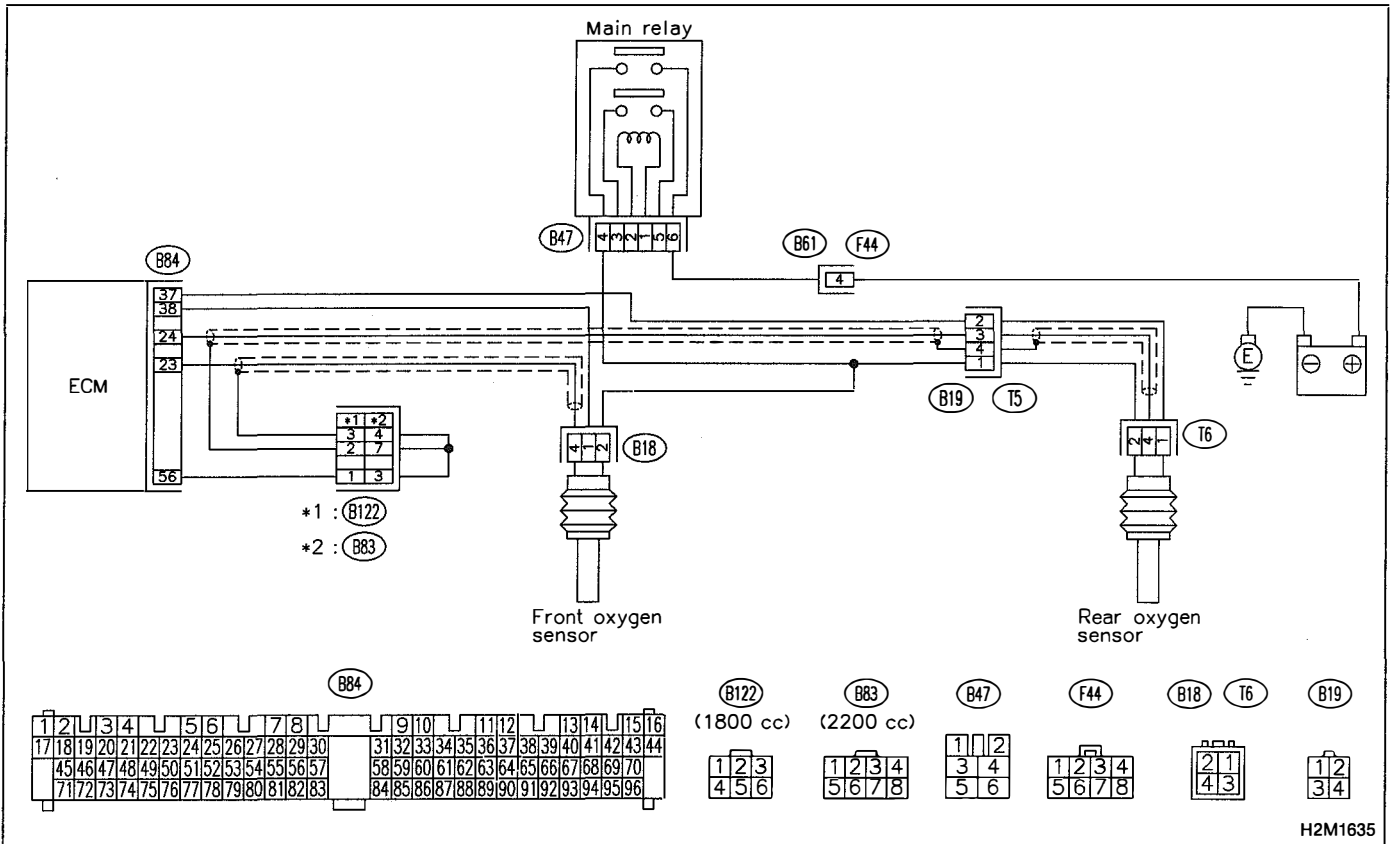 Main relay
B47
4 3 2 1 5 6
B61 F44
4
B84
37
38
24
23
56
ECM
2
3
4
1
B19 T5
E
⊖ ⊕
*1 *2
3 4
2 7
1 3
*1 : B122
*2 : B83
4 1 2
B18
2 4 1
T6
Front oxygen
sensor
Rear oxygen
sensor
B84
1 2 3 4 5 6 7 8 9 10 11 12 13 14 15 16
17 18 19 20 21 22 23 24 25 26 27 28 29 30 31 32 33 34 35 36 37 38 39 40 41 42 43 44
45 46 47 48 49 50 51 52 53 54 55 56 57 58 59 60 61 62 63 64 65 66 67 68 69 70
71 72 73 74 75 76 77 78 79 80 81 82 83 84 85 86 87 88 89 90 91 92 93 94 95 96
B122
(1800 cc)
1 2 3
4 5 6
B83
(2200 cc)
1 2 3 4
5 6 7 8
B47
1 2
3 4
5 6
F44
1 2 3 4
5 6 7 8
B18 T6
2 1
4 3
B19
1 2
3 4
H2M1635